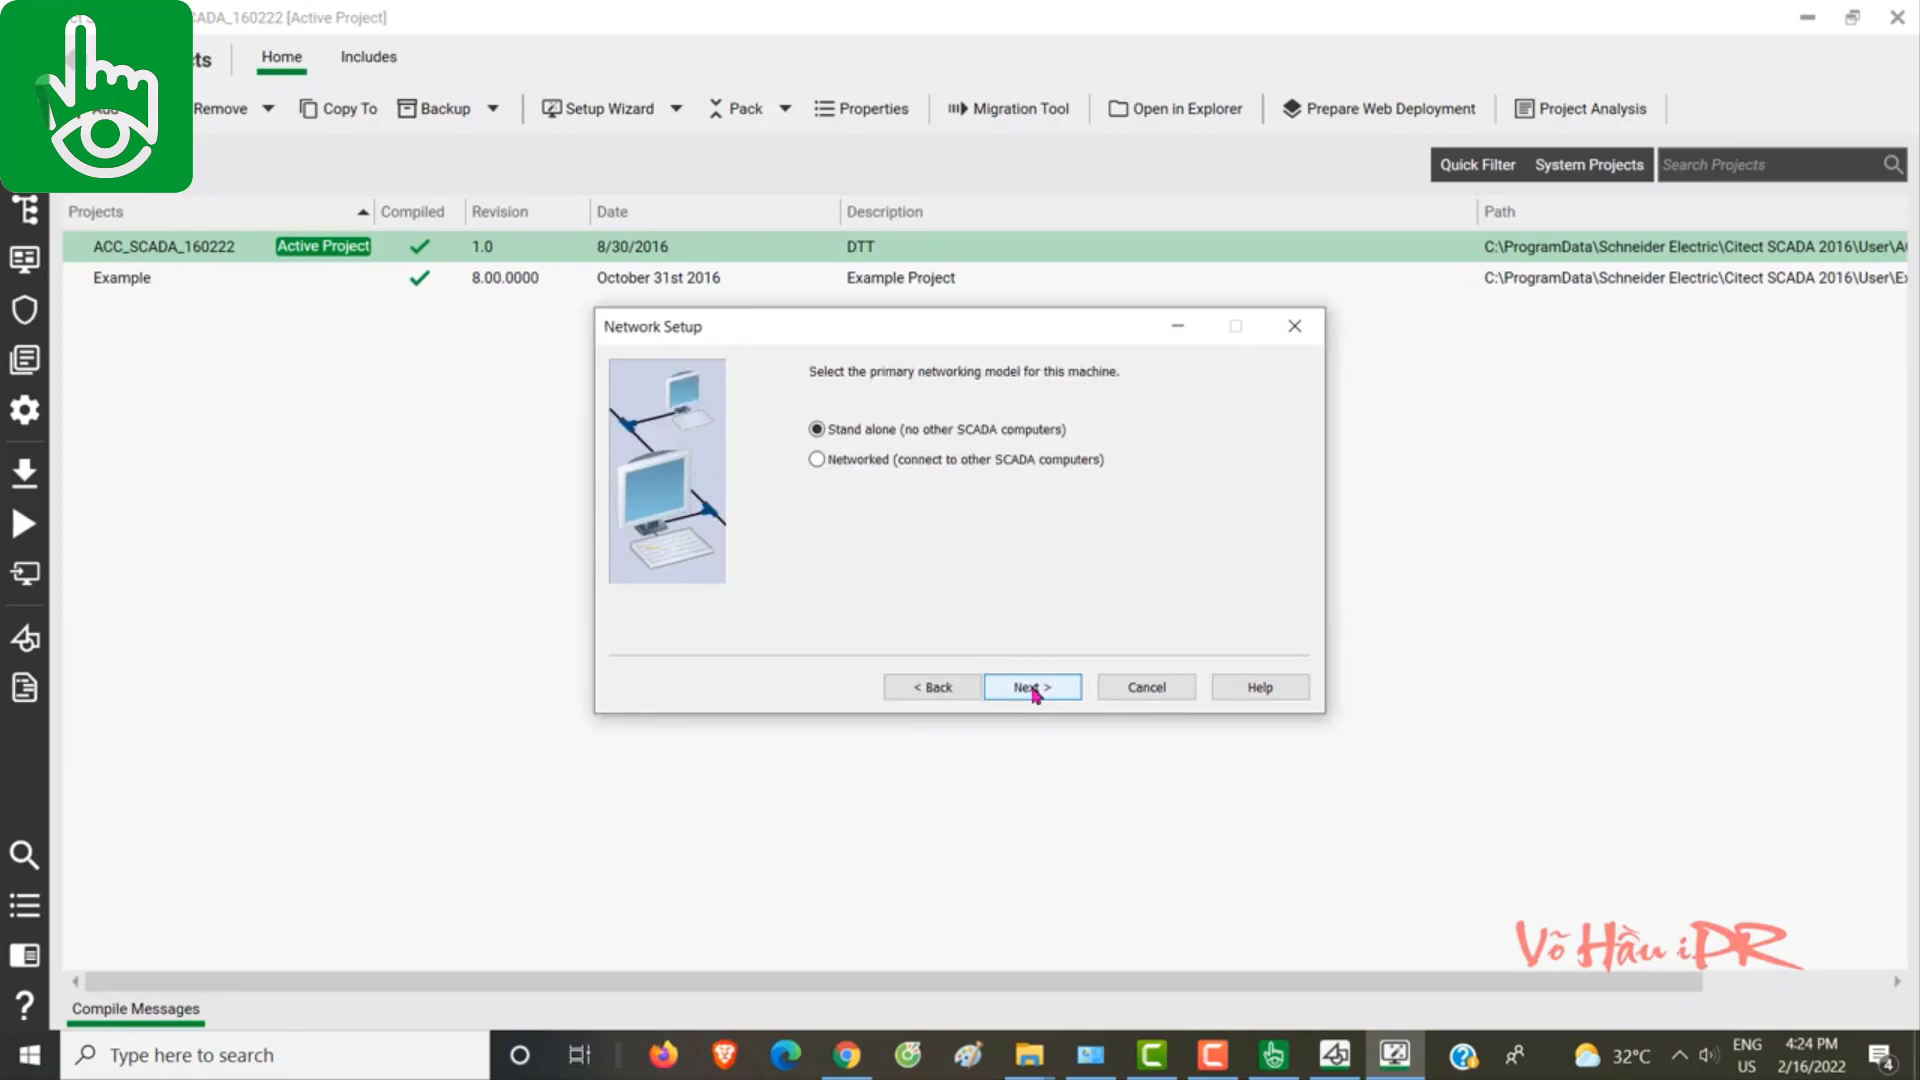 SCADA_160222 [Active Project]
cts Home Includes
Remove Copy To Backup Setup Wizard Pack Properties Migration Tool Open in Explorer Prepare Web Deployment Project Analysis
Quick Filter System Projects Search Projects
Projects Compiled Revision Date Description Path
ACC_SCADA_160222 Active Project 1.0 8/30/2016 DTT C:\ProgramData\Schneider Electric\Citect SCADA 2016\User\A
Example 8.00.0000 October 31st 2016 Example Project C:\ProgramData\Schneider Electric\Citect SCADA 2016\User\Ex
Network Setup
Select the primary networking model for this machine.
Stand alone (no other SCADA computers)
Networked (connect to other SCADA computers)
< Back Next > Cancel Help
Võ Hầu iPR
Compile Messages
Type here to search
32°C ENG 4:24 PM
US 2/16/2022 4